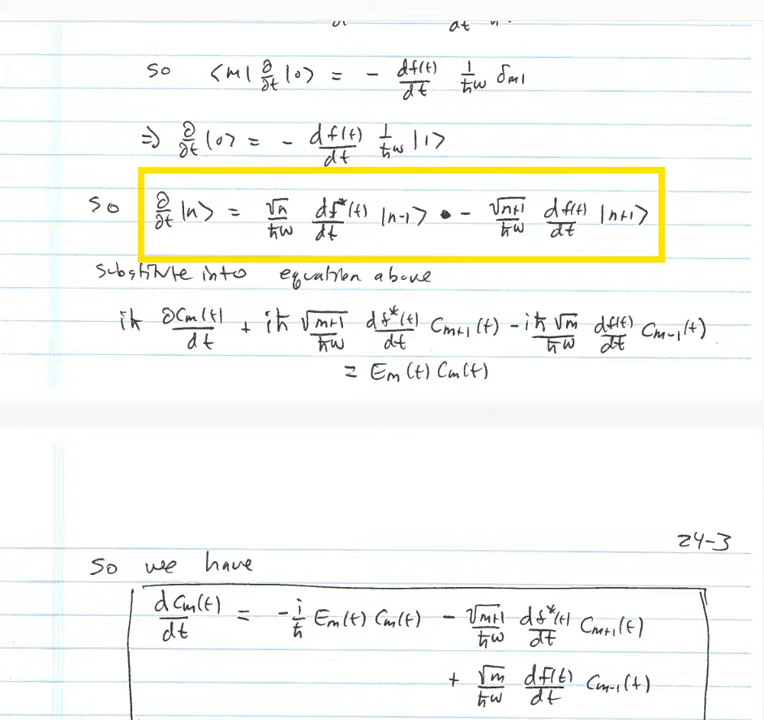 so ⟨m| ∂/∂t |0⟩ = - df(t)/dt 1/ħω δm1
⇒ ∂/∂t |0⟩ = - df(t)/dt 1/ħω |1⟩
so ∂/∂t |n⟩ = √n/ħω df*(t)/dt |n-1⟩ - √n+1/ħω df(t)/dt |n+1⟩
substitute into equation above
iħ ∂Cm(t)/dt + iħ √m+1/ħω df*(t)/dt Cm+1(t) - iħ √m/ħω df(t)/dt Cm-1(t)
= Em(t) Cm(t)
24-3
so we have
dCm(t)/dt = -i/ħ Em(t) Cm(t) - √m+1/ħω df*(t)/dt Cm+1(t)
+ √m/ħω df(t)/dt Cm-1(t)